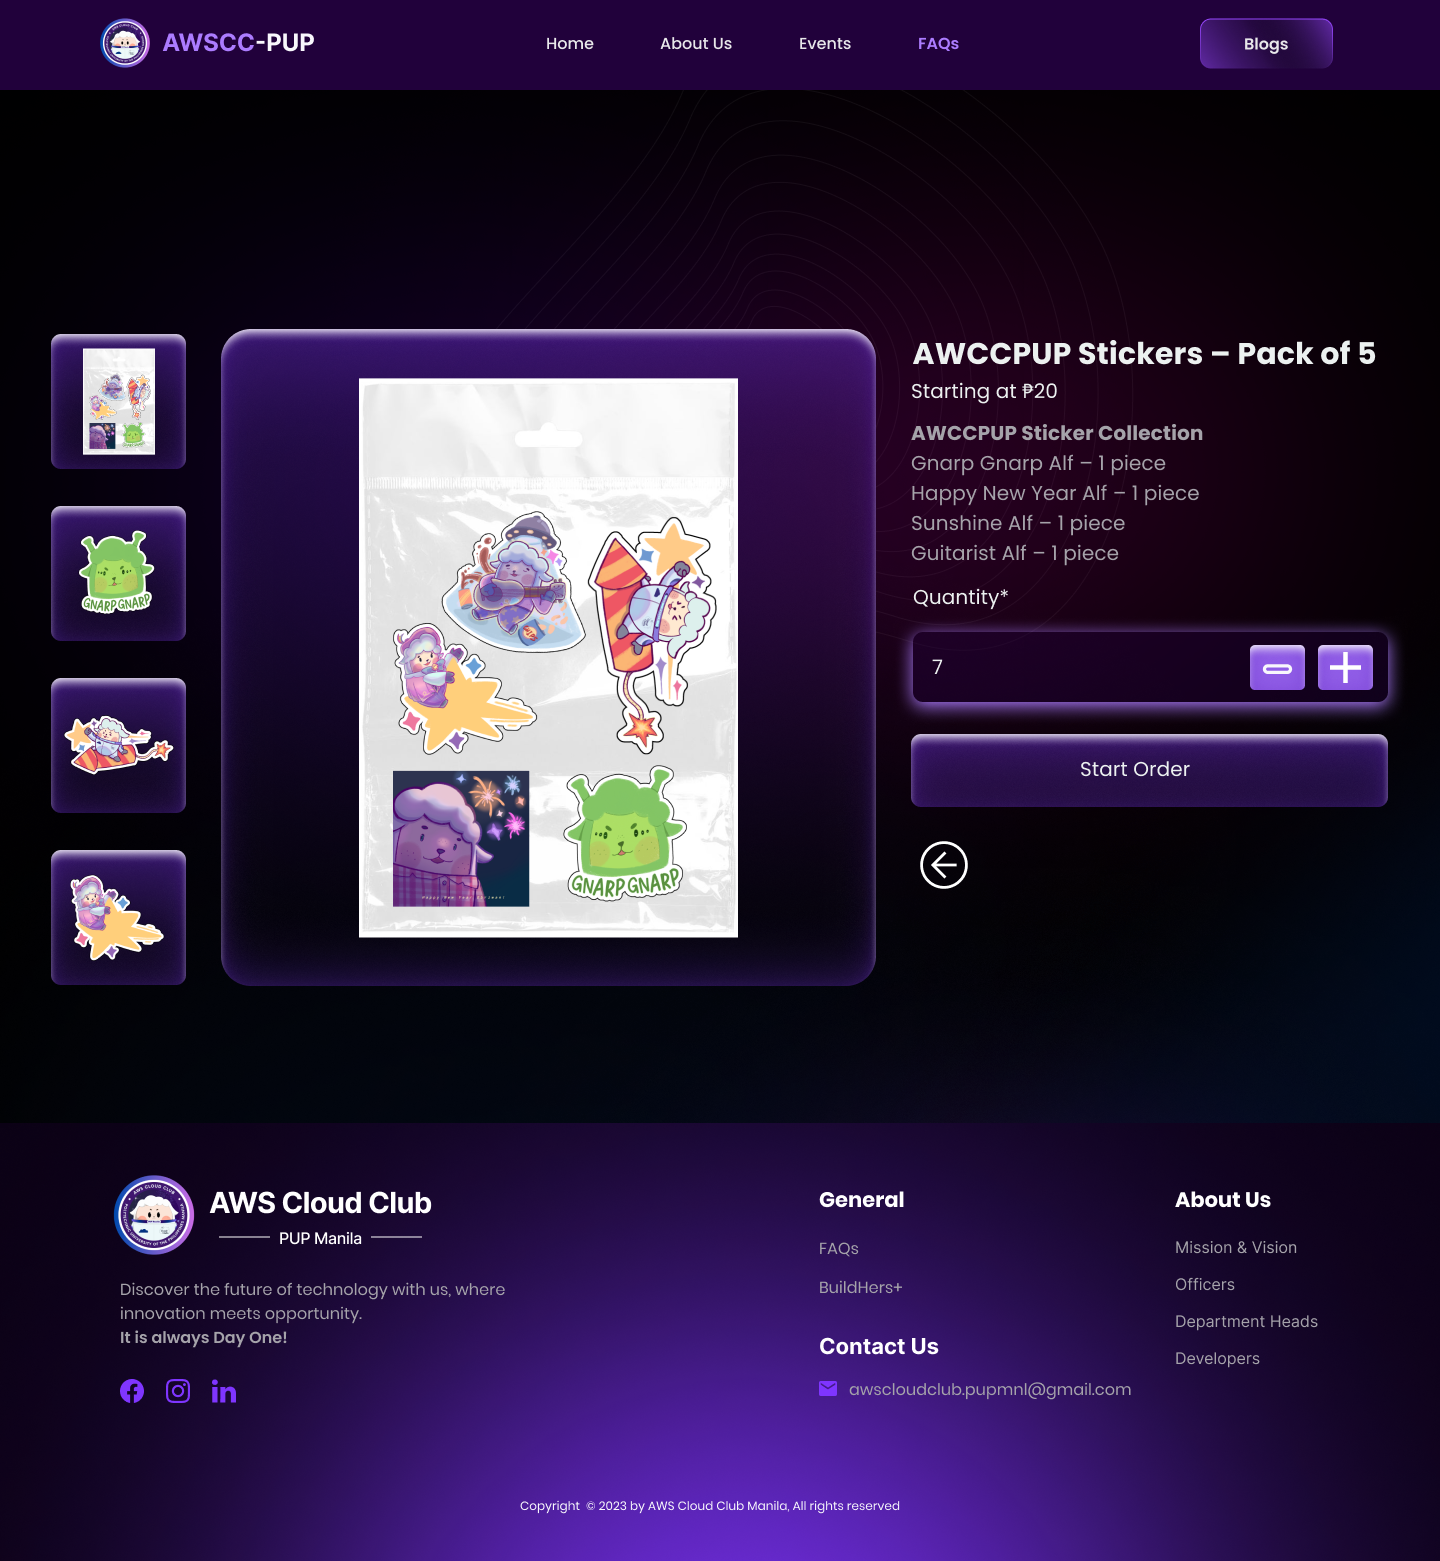 AWSCC-PUP
Home
About Us
Events
FAQs
Blogs
GNARP GNARP
AWCCPUP Stickers – Pack of 5
Starting at ₱20
AWCCPUP Sticker Collection
Gnarp Gnarp Alf – 1 piece
Happy New Year Alf – 1 piece
Sunshine Alf – 1 piece
Guitarist Alf – 1 piece
Quantity*
7
Start Order
GNARP GNARP
AWS CLOUD CLUB
AWS Cloud Club
PUP Manila
Discover the future of technology with us, where
innovation meets opportunity.
It is always Day One!
General
FAQs
BuildHers+
Contact Us
awscloudclub.pupmnl@gmail.com
About Us
Mission & Vision
Officers
Department Heads
Developers
Copyright © 2023 by AWS Cloud Club Manila, All rights reserved